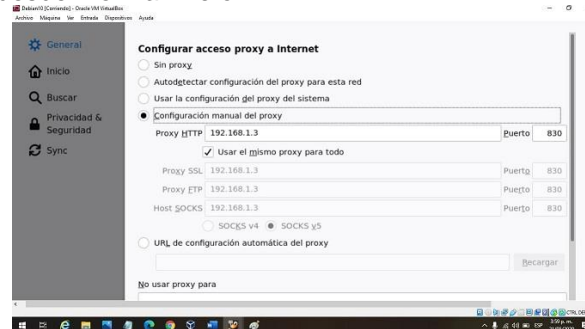 Debian10 [Corriendo] - Oracle VM VirtualBox
Archivo Máquina Ver Entrada Dispositivos Ayuda
General
Inicio
Buscar
Privacidad &
Seguridad
Sync
Configurar acceso proxy a Internet
Sin proxy
Autodetectar configuración del proxy para esta red
Usar la configuración del proxy del sistema
Configuración manual del proxy
Proxy HTTP 192.168.1.3 Puerto 830
Usar el mismo proxy para todo
Proxy SSL 192.168.1.3 Puerto 830
Proxy FTP 192.168.1.3 Puerto 830
Host SOCKS 192.168.1.3 Puerto 830
SOCKS v4 SOCKS v5
URL de configuración automática del proxy
Recargar
No usar proxy para
ESP 3:59 p.m.